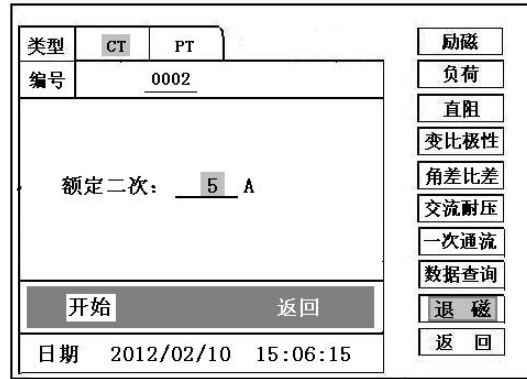 类型 CT PT
编号 0002
额定二次: 5 A
开始 返回
日期 2012/02/10 15:06:15
励磁
负荷
直阻
变比极性
角差比差
交流耐压
一次通流
数据查询
退 磁
返 回